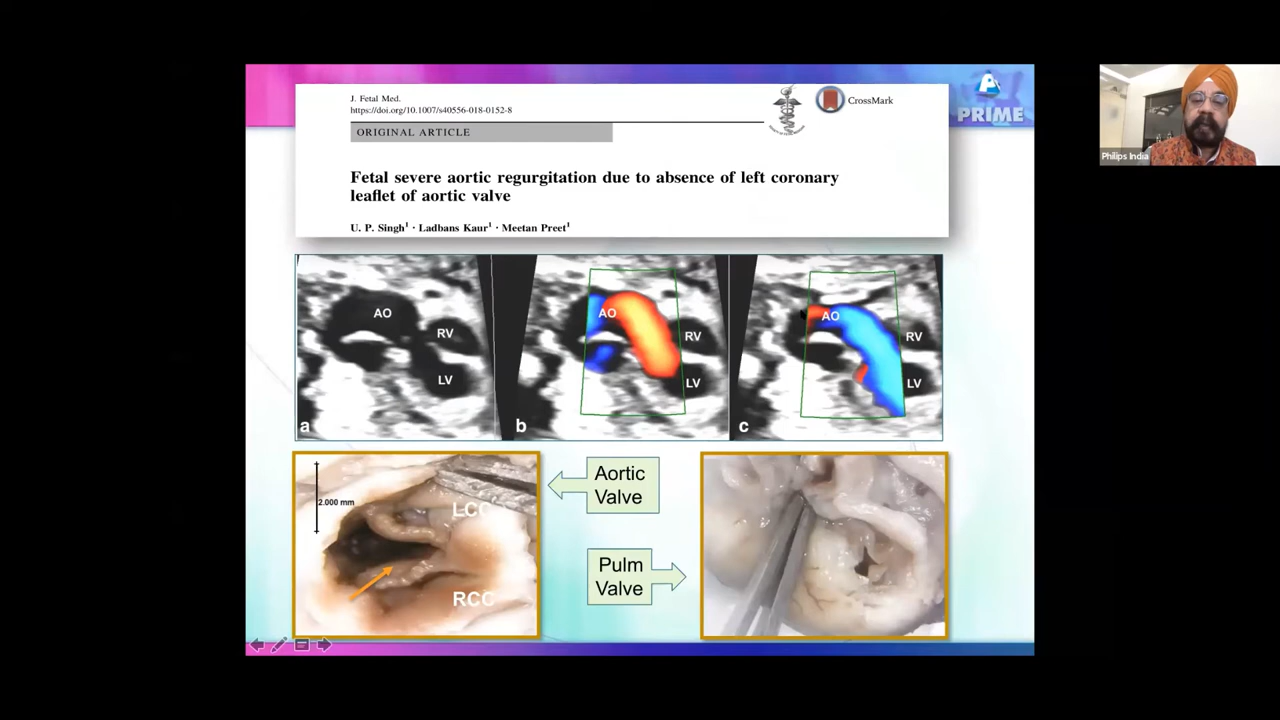 J. Fetal Med.
https://doi.org/10.1007/s40556-018-0152-8
CrossMark
ORIGINAL ARTICLE
PRIME
Fetal severe aortic regurgitation due to absence of left coronary
leaflet of aortic valve
U. P. Singh1 · Ladbans Kaur1 · Meetan Preet1
Philips India
AO
RV
LV
a
AO
RV
LV
b
AO
RV
LV
c
2.000 mm
LCC
RCC
Aortic
Valve
Pulm
Valve